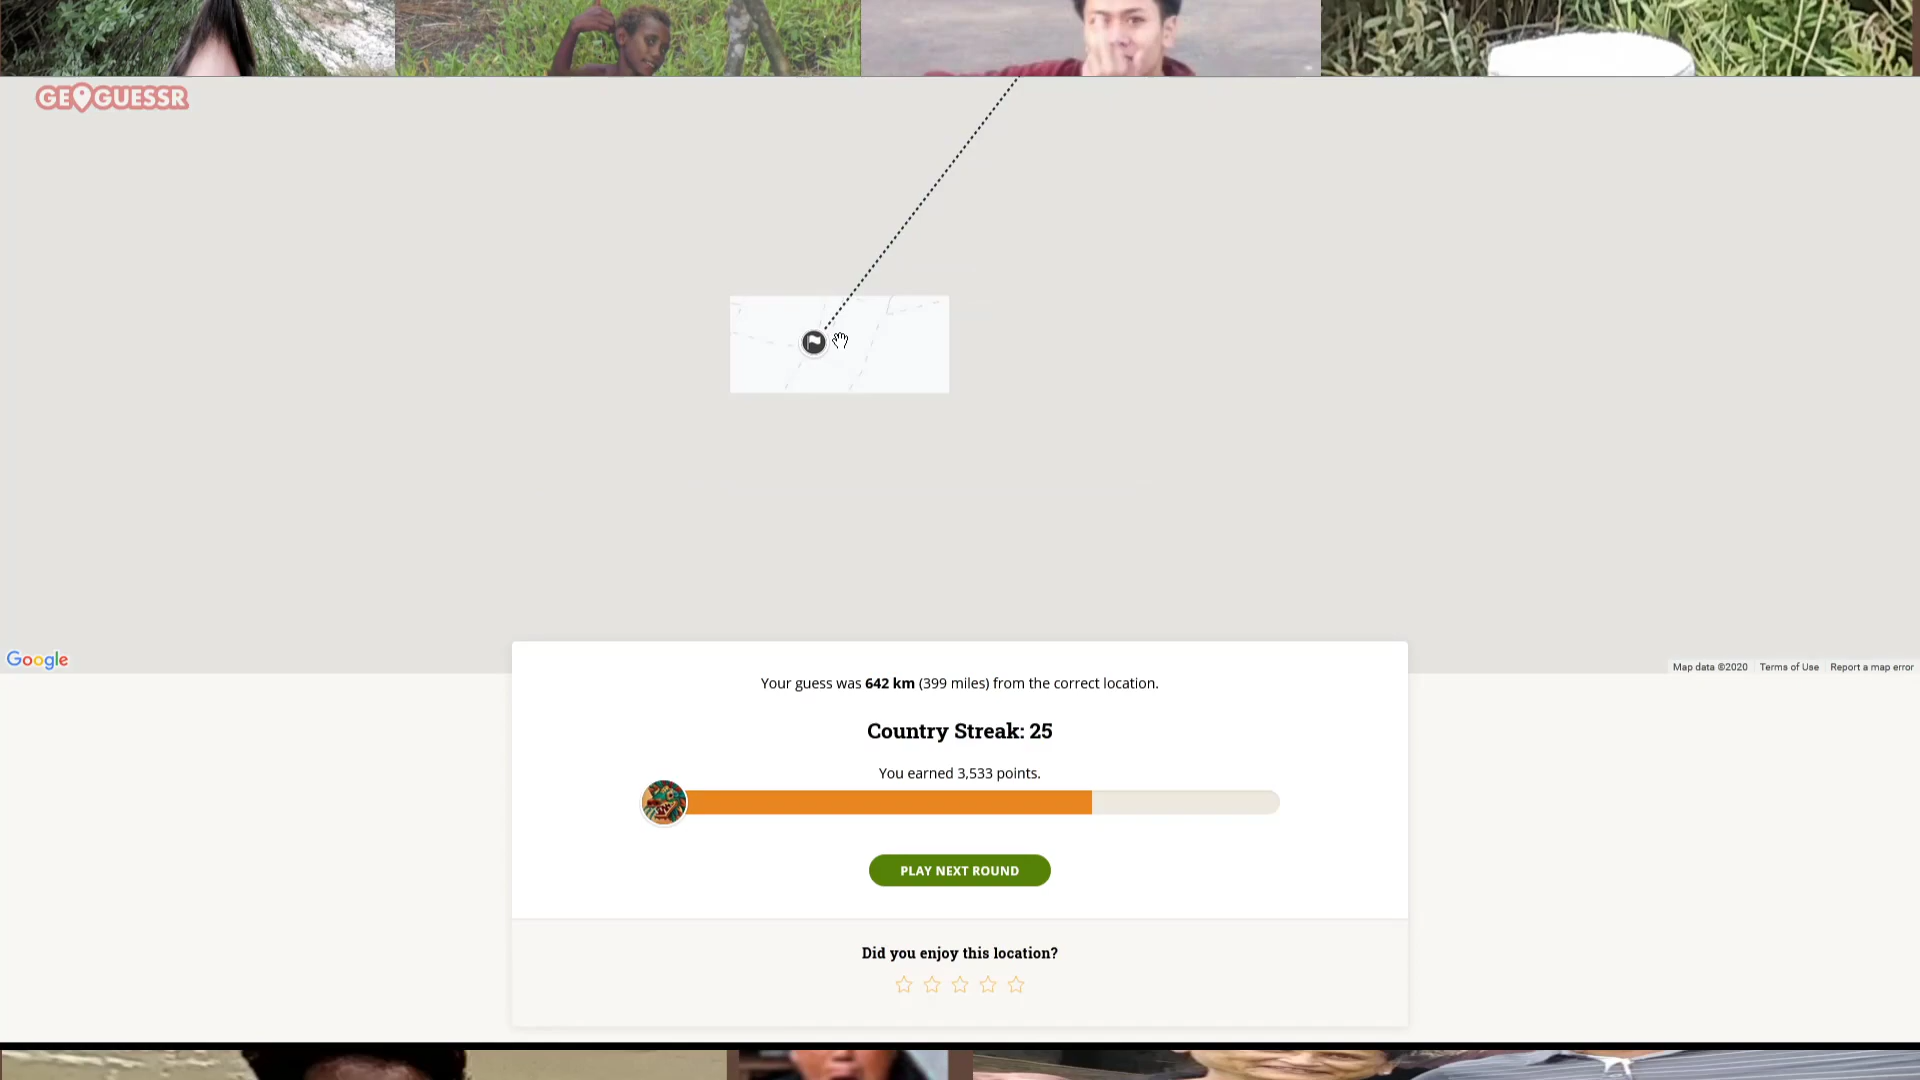 GEOGUESSR
Google
Map data ©2020 Terms of Use Report a map error
Your guess was 642 km (399 miles) from the correct location.
Country Streak: 25
You earned 3,533 points.
PLAY NEXT ROUND
Did you enjoy this location?